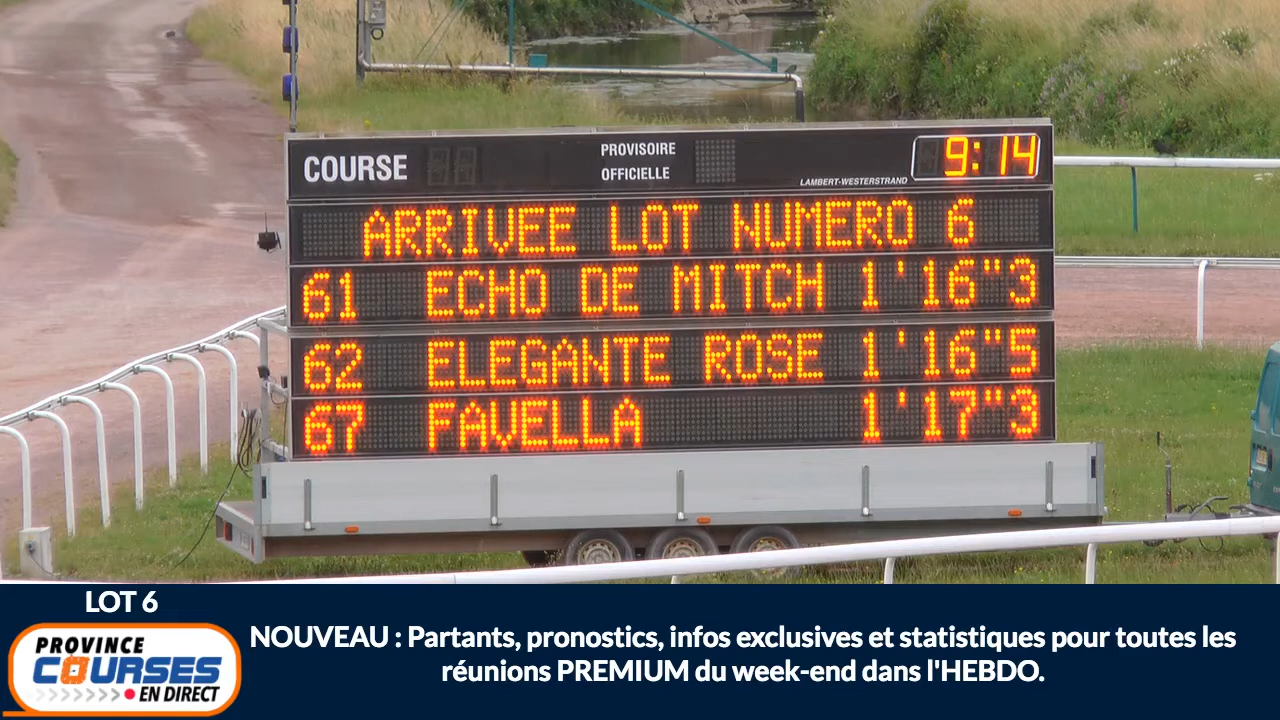 COURSE
PROVISOIRE
OFFICIELLE
LAMBERT-WESTERSTRAND
9:14
ARRIVEE LOT NUMERO 6
61 ECHO DE MITCH 1'16"3
62 ELEGANTE ROSE 1'16"5
67 FAVELLA 1'17"3
LOT 6
PROVINCE
COURSES
EN DIRECT
NOUVEAU : Partants, pronostics, infos exclusives et statistiques pour toutes les
réunions PREMIUM du week-end dans l'HEBDO.